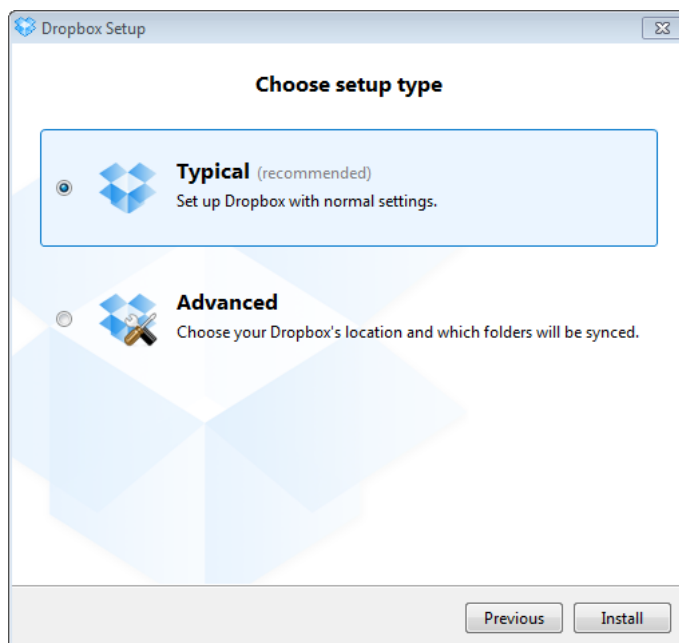 Dropbox Setup
Choose setup type
Typical (recommended)
Set up Dropbox with normal settings.
Advanced
Choose your Dropbox's location and which folders will be synced.
Previous
Install